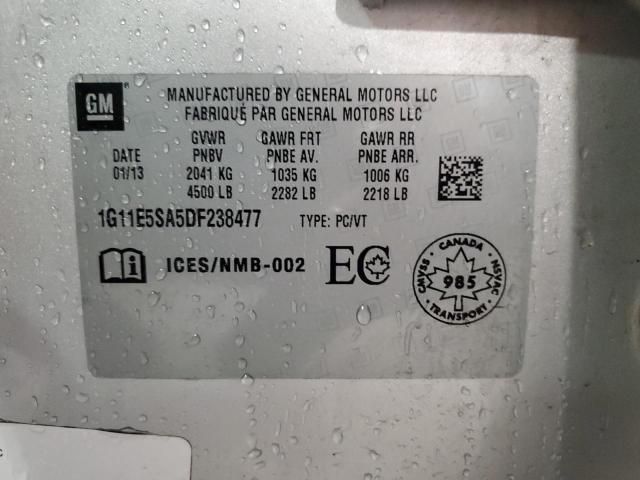 GM
MANUFACTURED BY GENERAL MOTORS LLC
FABRIQUÉ PAR GENERAL MOTORS LLC
GVWR GAWR FRT GAWR RR
DATE PNBV PNBE AV. PNBE ARR.
01/13 2041 KG 1035 KG 1006 KG
4500 LB 2282 LB 2218 LB
1G11E5SA5DF238477 TYPE: PC/VT
i ICES/NMB-002 EC
CANADA
CMVSS 985 NSVAC
TRANSPORT
C